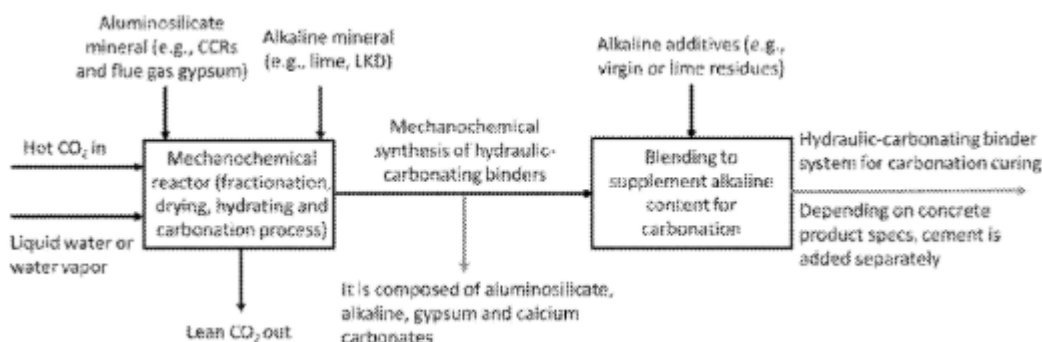 Aluminosilicate
mineral (e.g., CCRs
and flue gas gypsum)
Alkaline mineral
(e.g., lime, LKD)
Alkaline additives (e.g.,
virgin or lime residues)
Hot CO₂ in
Mechanochemical
reactor (fractionation,
drying, hydrating and
carbonation process)
Mechanochemical
synthesis of hydraulic-
carbonating binders
Blending to
supplement alkaline
content for
carbonation
Hydraulic-carbonating binder
system for carbonation curing
Depending on concrete
product specs, cement is
added separately
Liquid water or
water vapor
It is composed of aluminosilicate,
alkaline, gypsum and calcium
carbonates
Lean CO₂ out